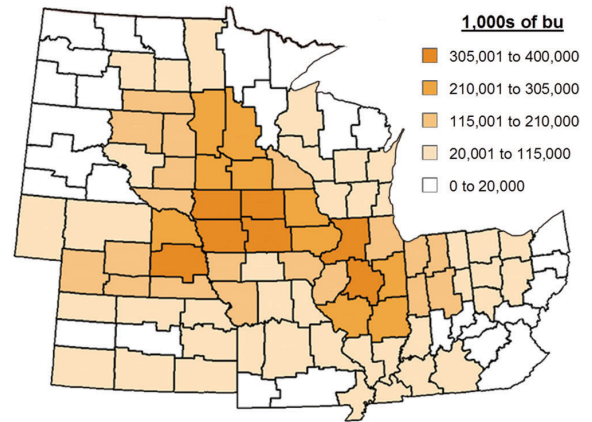 1,000s of bu
305,001 to 400,000
210,001 to 305,000
115,001 to 210,000
20,001 to 115,000
0 to 20,000